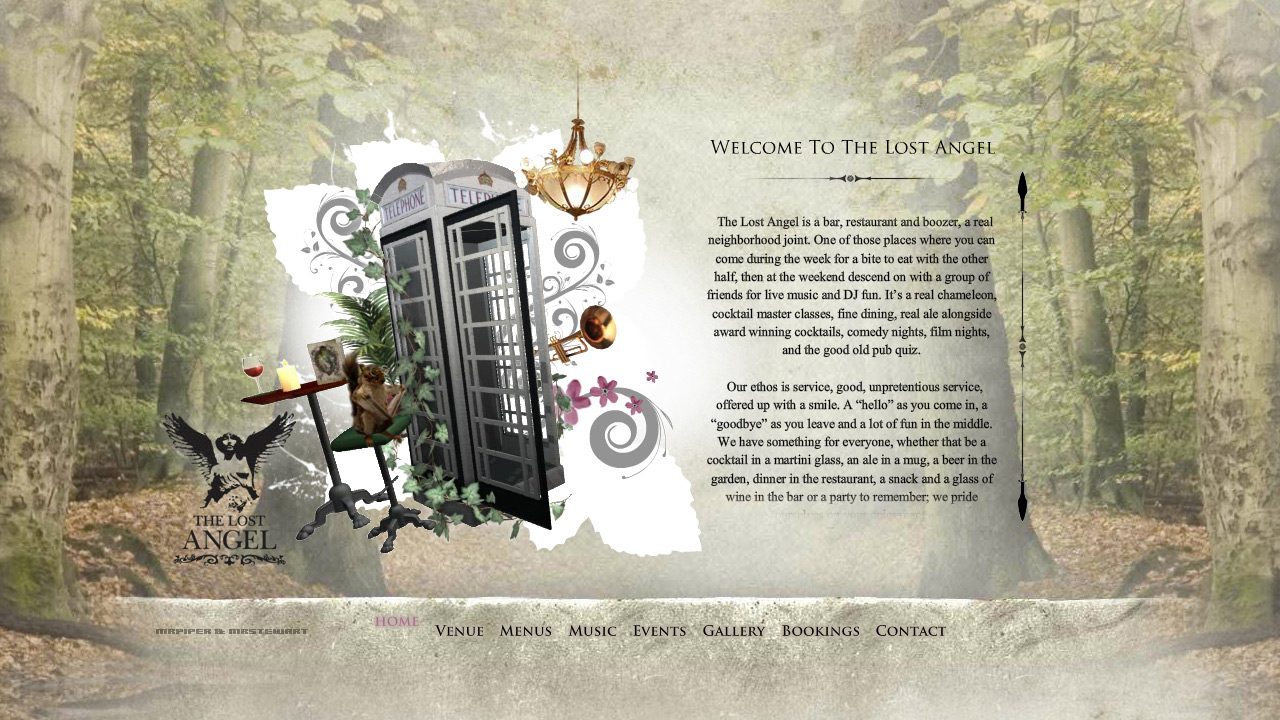 TELEPHONE
Welcome To The Lost Angel
The Lost Angel is a bar, restaurant and boozer, a real
neighborhood joint. One of those places where you can
come during the week for a bite to eat with the other
half, then at the weekend descend on with a group of
friends for live music and DJ fun. It’s a real chameleon,
cocktail master classes, fine dining, real ale alongside
award winning cocktails, comedy nights, film nights,
and the good old pub quiz.
Our ethos is service, good, unpretentious service,
offered up with a smile. A “hello” as you come in, a
“goodbye” as you leave and a lot of fun in the middle.
We have something for everyone, whether that be a
cocktail in a martini glass, an ale in a mug, a beer in the
garden, dinner in the restaurant, a snack and a glass of
wine in the bar or a party to remember; we pride
THE LOST
ANGEL
MRPIPER & MRSTEWART
Home Venue Menus Music Events Gallery Bookings Contact